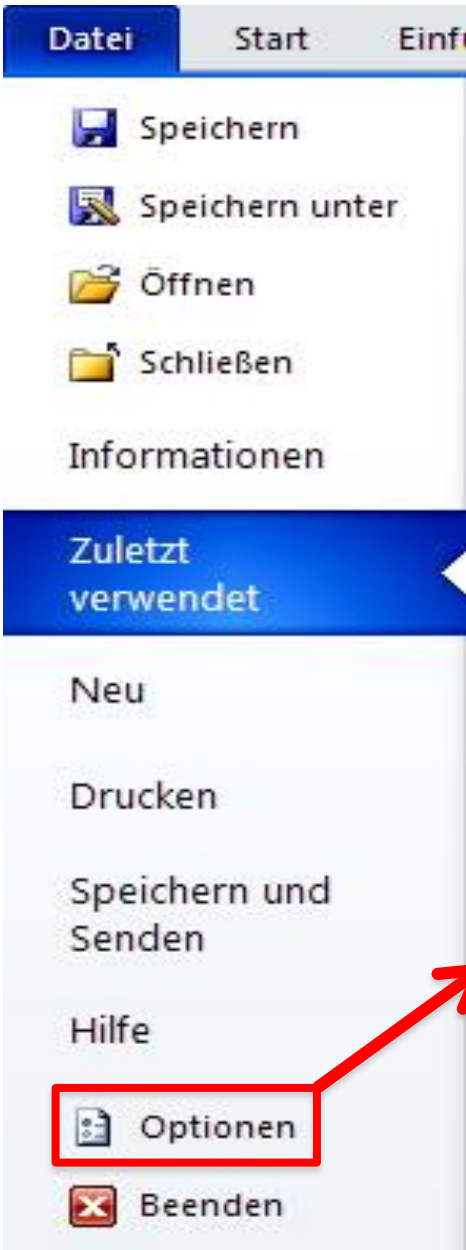 Datei Start
Speichern
Speichern unter
Öffnen
Schließen
Informationen
Zuletzt
verwendet
Neu
Drucken
Speichern und
Senden
Hilfe
Optionen
Beenden